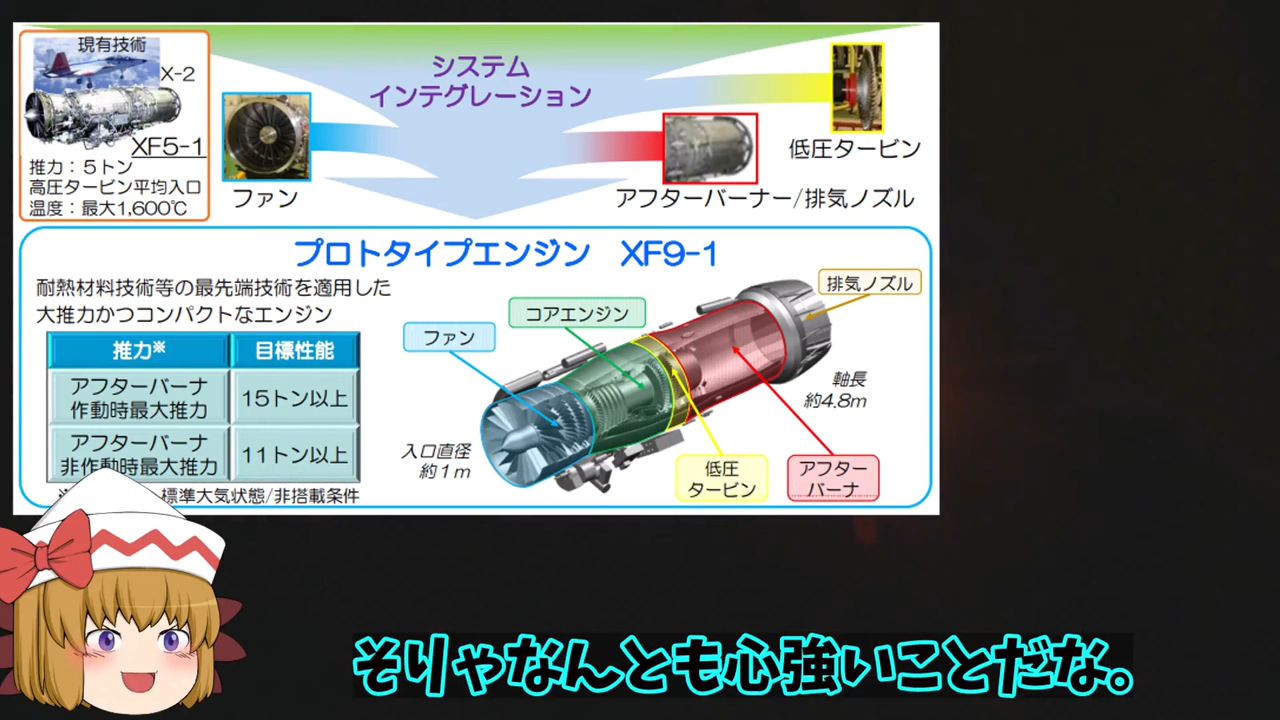 現有技術
X-2
XF5-1
推力：５トン
高圧タービン平均入口
温度：最大1,600℃
システム
インテグレーション
ファン
アフターバーナー/排気ノズル
低圧タービン
プロトタイプエンジン　XF9-1
耐熱材料技術等の最先端技術を適用した
大推力かつコンパクトなエンジン
推力※
目標性能
アフターバーナ
作動時最大推力
15トン以上
アフターバーナ
非作動時最大推力
11トン以上
標準大気状態/非搭載条件
ファン
コアエンジン
排気ノズル
軸長
約4.8m
入口直径
約１ｍ
低圧
タービン
アフター
バーナ
そりゃなんとも心強いことだな。